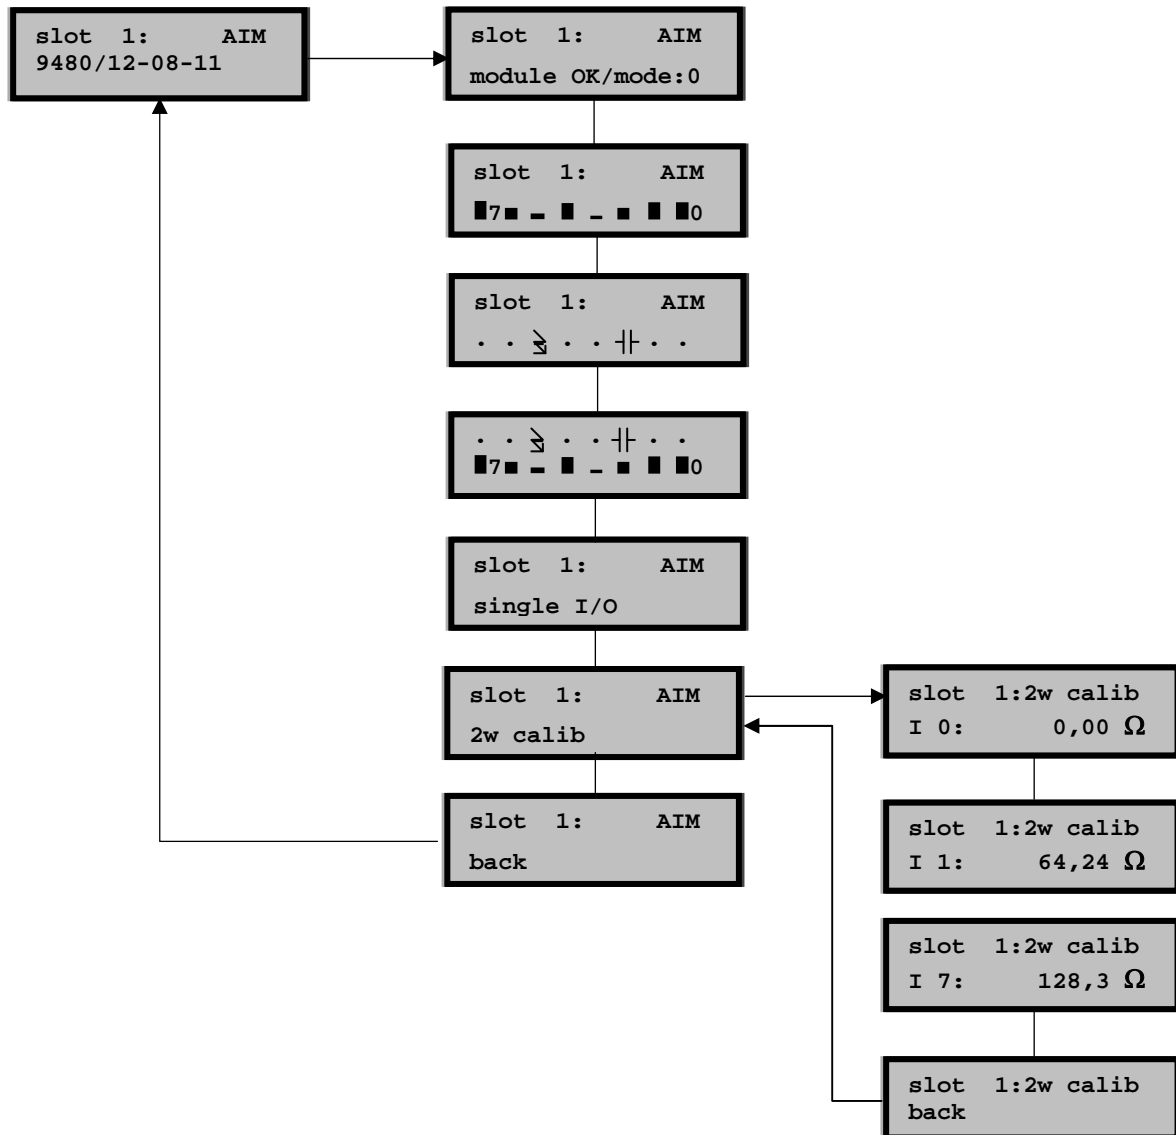 slot 1: AIM
9480/12-08-11
slot 1: AIM
module OK/mode:0
slot 1: AIM
7 0
slot 1: AIM
. . . . . .
. . . . . .
7 0
slot 1: AIM
single I/O
slot 1: AIM
2w calib
slot 1: AIM
back
slot 1:2w calib
I 0: 0,00 Ω
slot 1:2w calib
I 1: 64,24 Ω
slot 1:2w calib
I 7: 128,3 Ω
slot 1:2w calib
back